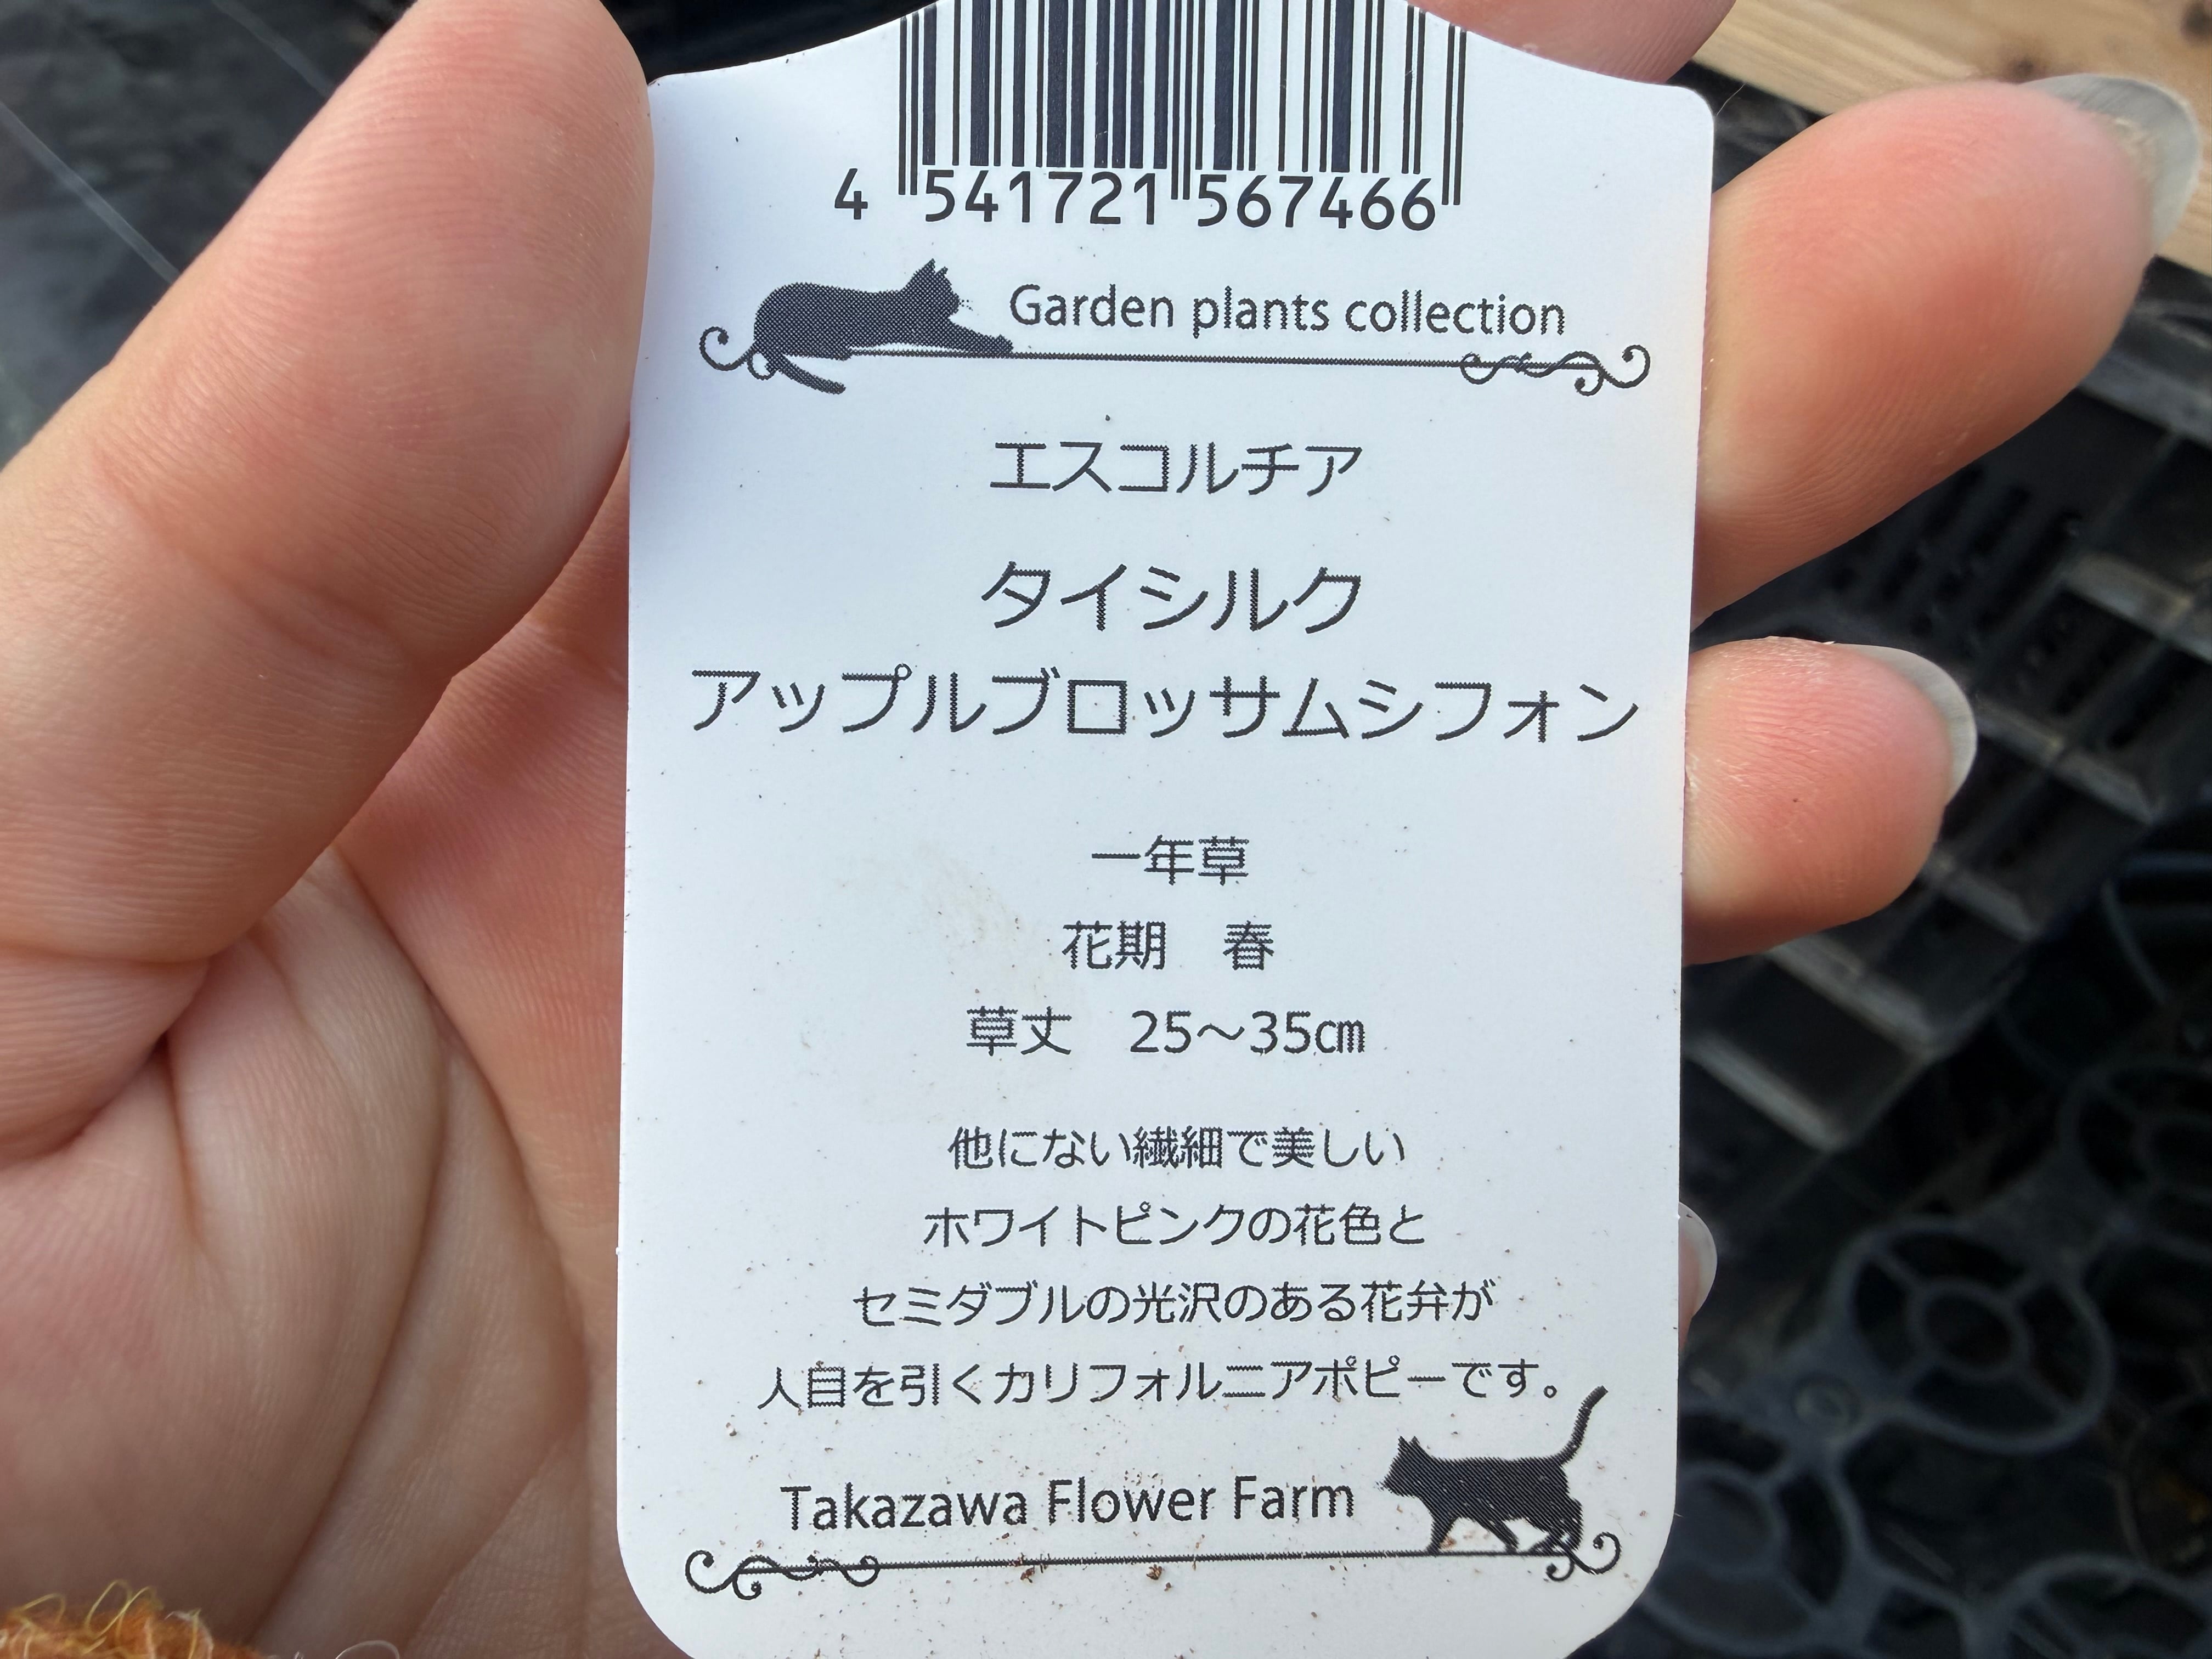 4 541721 567466
Garden plants collection
エスコルチア
タイシルク
アップルブロッサムシフォン
一年草
花期　春
草丈　25～35㎝
他にない繊細で美しい
ホワイトピンクの花色と
セミダブルの光沢のある花弁が
人目を引くカリフォルニアポピーです。
Takazawa Flower Farm